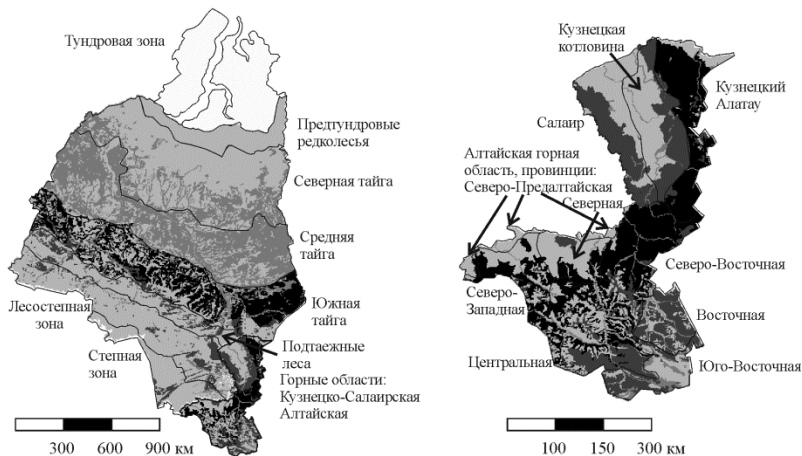 Тундровая зона
Предтундровые
редколесья
Северная тайга
Средняя
тайга
Лесостепная
зона
Южная
тайга
Степная
зона
Подтаежные
леса
Горные области:
Кузнецко-Салаирская
Алтайская
300 600 900 км
Кузнецкая
котловина
Кузнецкий
Алатау
Салаир
Алтайская горная
область, провинции:
Северо-Предалтайская
Северная
Северо-Восточная
Северо-
Западная
Восточная
Центральная
Юго-Восточная
100 150 300 км